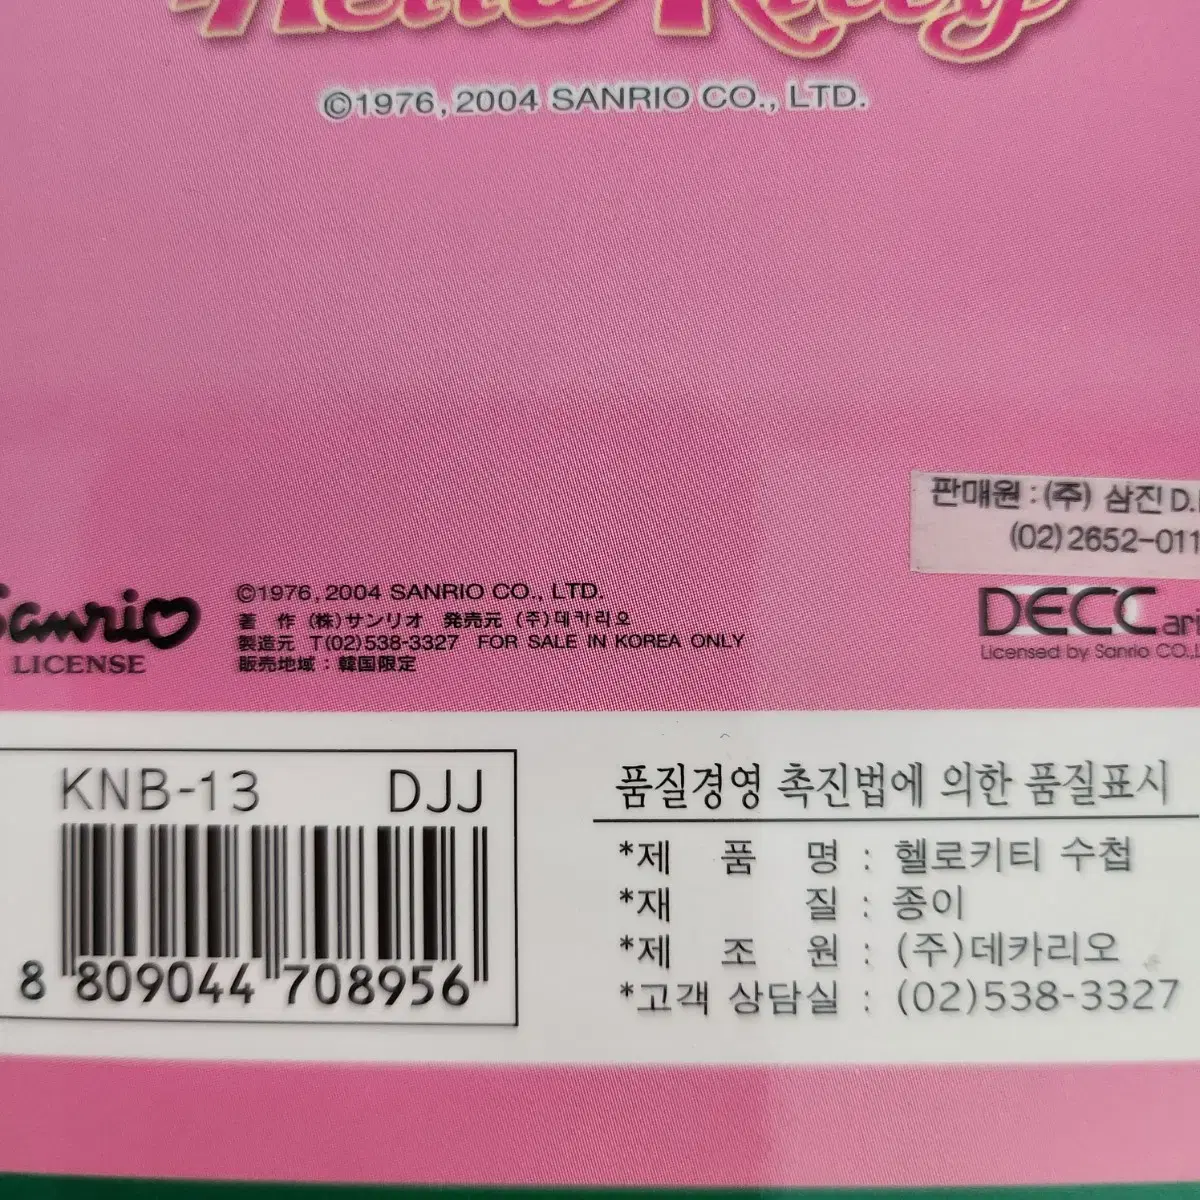 Hello Kitty
©1976, 2004 SANRIO CO., LTD.
판매원 : (주) 삼진
(02)2652-011
Sanrio
LICENSE
©1976, 2004 SANRIO CO., LTD.
著 作 (株)サンリオ 発売元 (주)데카리오
製造元 T(02)538-3327 FOR SALE IN KOREA ONLY
販売地域 : 韓国限定
DECC
Licensed by Sanrio CO.,
KNB-13 DJJ
8 809044 708956
품질경영 촉진법에 의한 품질표시
*제 품 명 : 헬로키티 수첩
*재 질 : 종이
*제 조 원 : (주)데카리오
*고객 상담실 : (02)538-3327